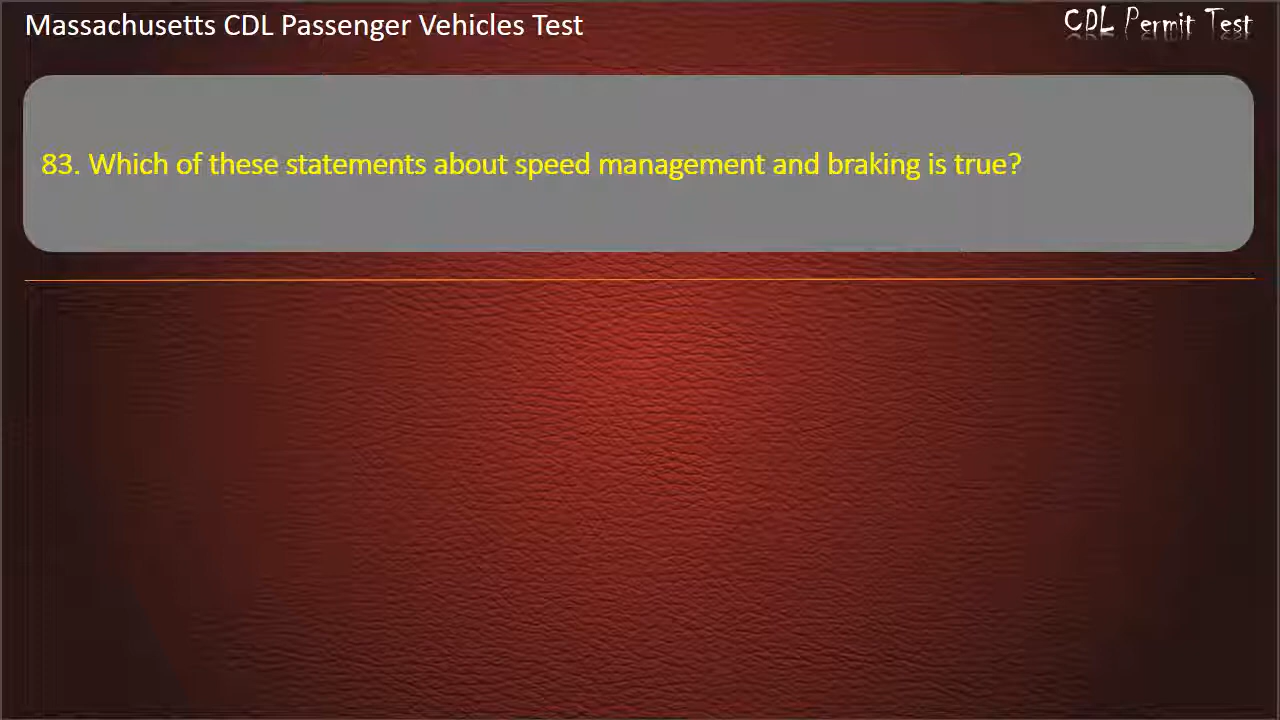 Massachusetts CDL Passenger Vehicles Test
CDL Permit Test
83. Which of these statements about speed management and braking is true?